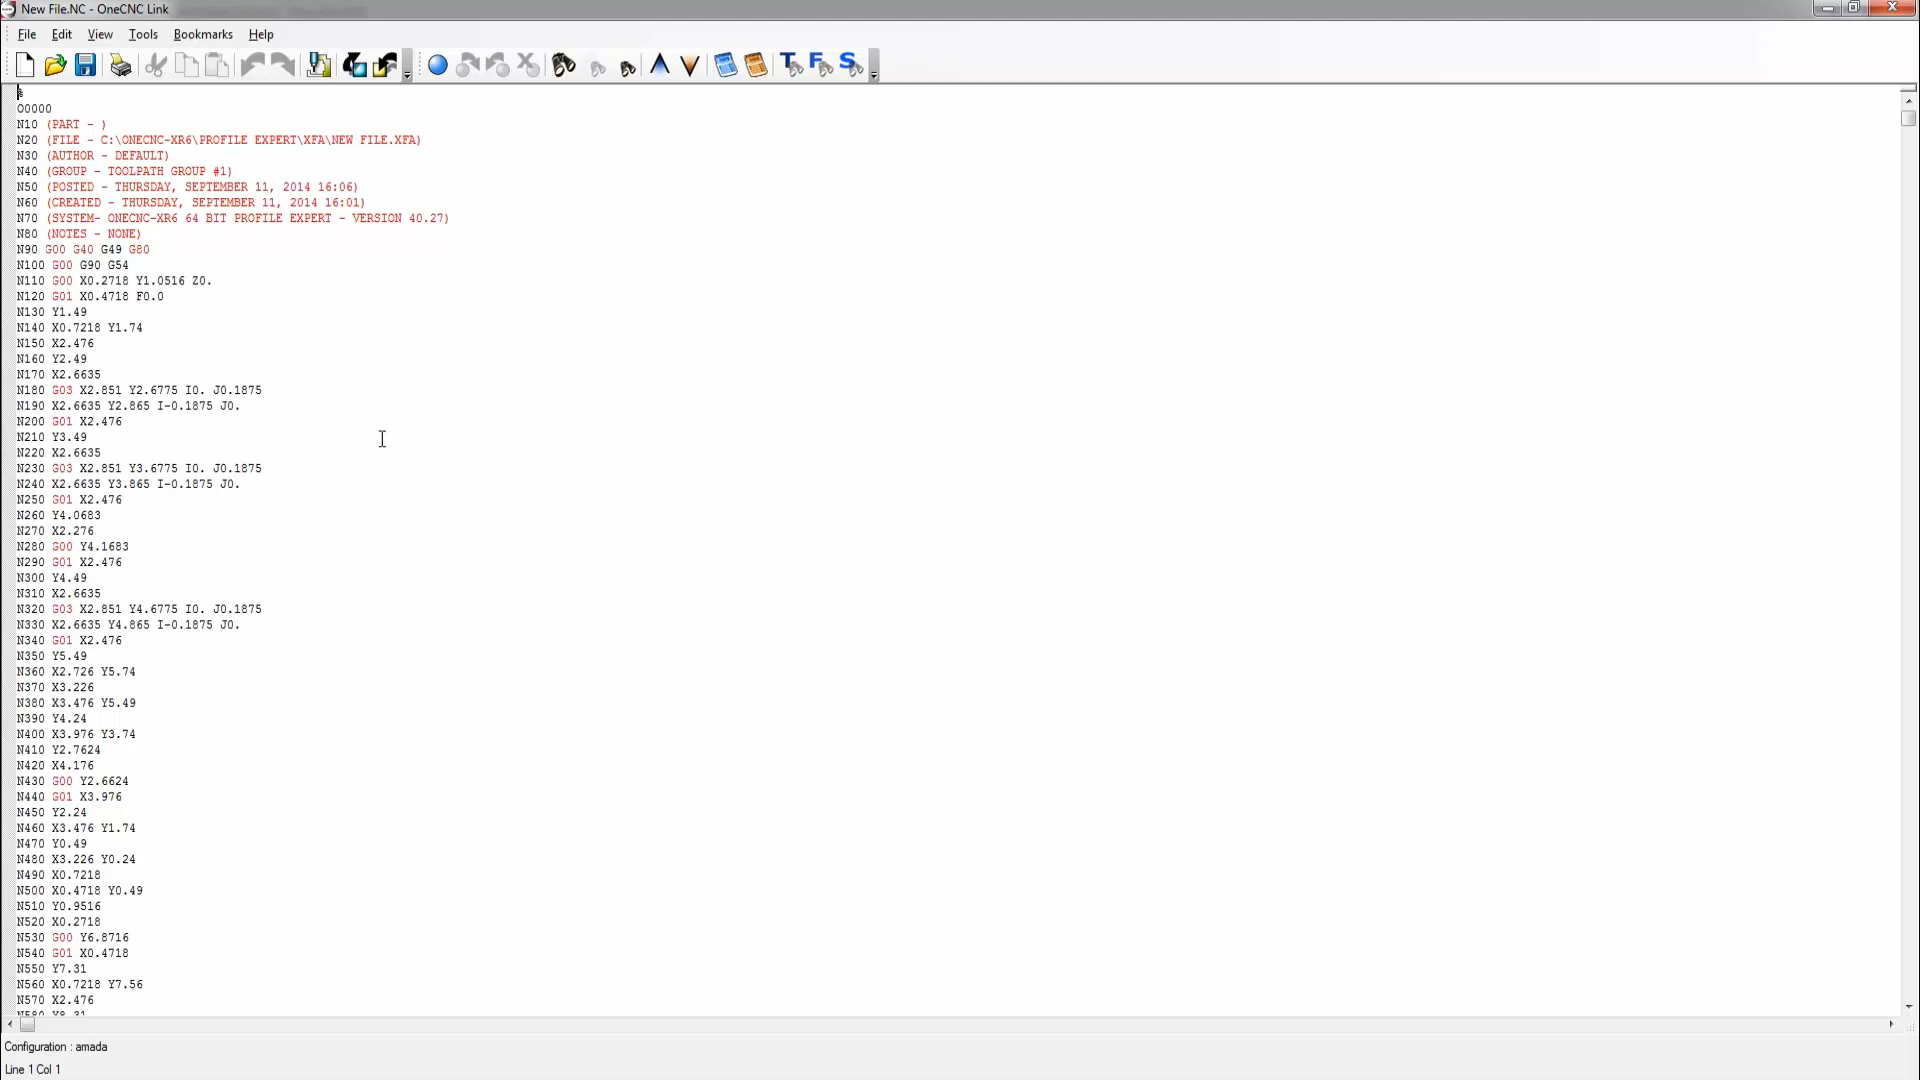 New File.NC - OneCNC Link
File Edit View Tools Bookmarks Help
T F S
%
O0000
N10 (PART - )
N20 (FILE - C:\ONECNC-XR6\PROFILE EXPERT\XFA\NEW FILE.XFA)
N30 (AUTHOR - DEFAULT)
N40 (GROUP - TOOLPATH GROUP #1)
N50 (POSTED - THURSDAY, SEPTEMBER 11, 2014 16:06)
N60 (CREATED - THURSDAY, SEPTEMBER 11, 2014 16:01)
N70 (SYSTEM- ONECNC-XR6 64 BIT PROFILE EXPERT - VERSION 40.27)
N80 (NOTES - NONE)
N90 G00 G40 G49 G80
N100 G00 G90 G54
N110 G00 X0.2718 Y1.0516 Z0.
N120 G01 X0.4718 F0.0
N130 Y1.49
N140 X0.7218 Y1.74
N150 X2.476
N160 Y2.49
N170 X2.6635
N180 G03 X2.851 Y2.6775 I0. J0.1875
N190 X2.6635 Y2.865 I-0.1875 J0.
N200 G01 X2.476
N210 Y3.49
N220 X2.6635
N230 G03 X2.851 Y3.6775 I0. J0.1875
N240 X2.6635 Y3.865 I-0.1875 J0.
N250 G01 X2.476
N260 Y4.0683
N270 X2.276
N280 G00 Y4.1683
N290 G01 X2.476
N300 Y4.49
N310 X2.6635
N320 G03 X2.851 Y4.6775 I0. J0.1875
N330 X2.6635 Y4.865 I-0.1875 J0.
N340 G01 X2.476
N350 Y5.49
N360 X2.726 Y5.74
N370 X3.226
N380 X3.476 Y5.49
N390 Y4.24
N400 X3.976 Y3.74
N410 Y2.7624
N420 X4.176
N430 G00 Y2.6624
N440 G01 X3.976
N450 Y2.24
N460 X3.476 Y1.74
N470 Y0.49
N480 X3.226 Y0.24
N490 X0.7218
N500 X0.4718 Y0.49
N510 Y0.9516
N520 X0.2718
N530 G00 Y6.8716
N540 G01 X0.4718
N550 Y7.31
N560 X0.7218 Y7.56
N570 X2.476
N580 Y8.31
Configuration : amada
Line 1 Col 1